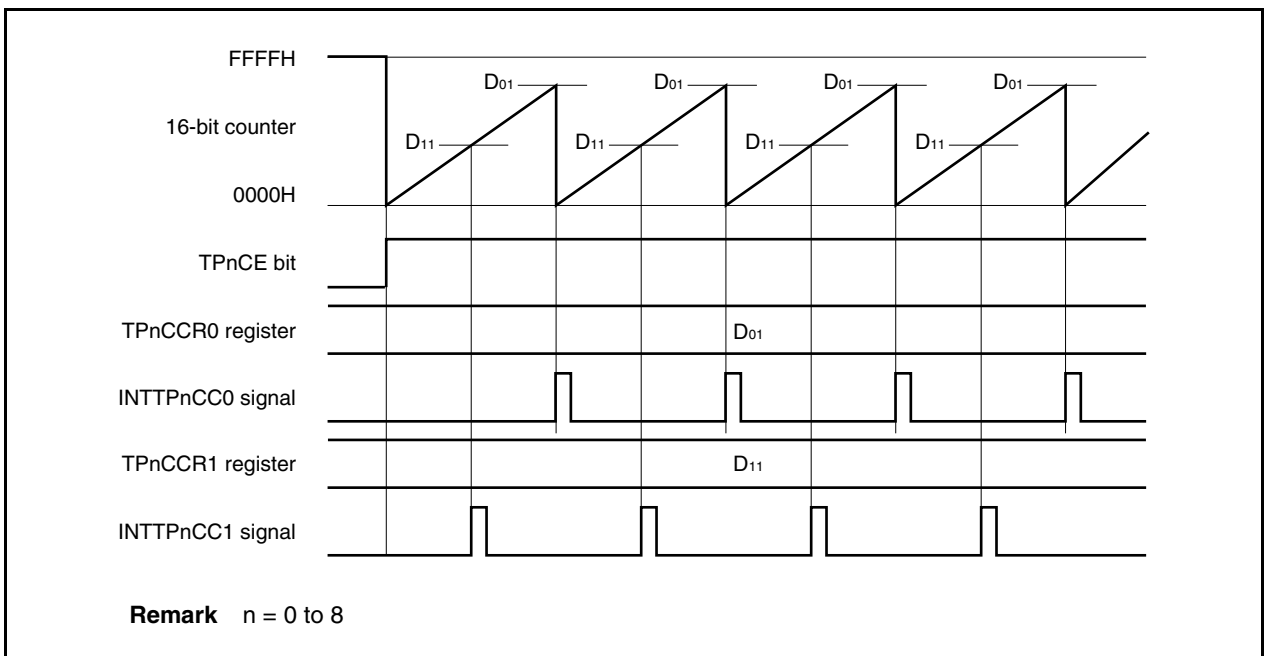 FFFFH
D01 D01 D01 D01
16-bit counter
D11 D11 D11 D11
0000H
TPnCE bit
TPnCCR0 register
D01
INTTPnCC0 signal
TPnCCR1 register
D11
INTTPnCC1 signal
Remark n = 0 to 8